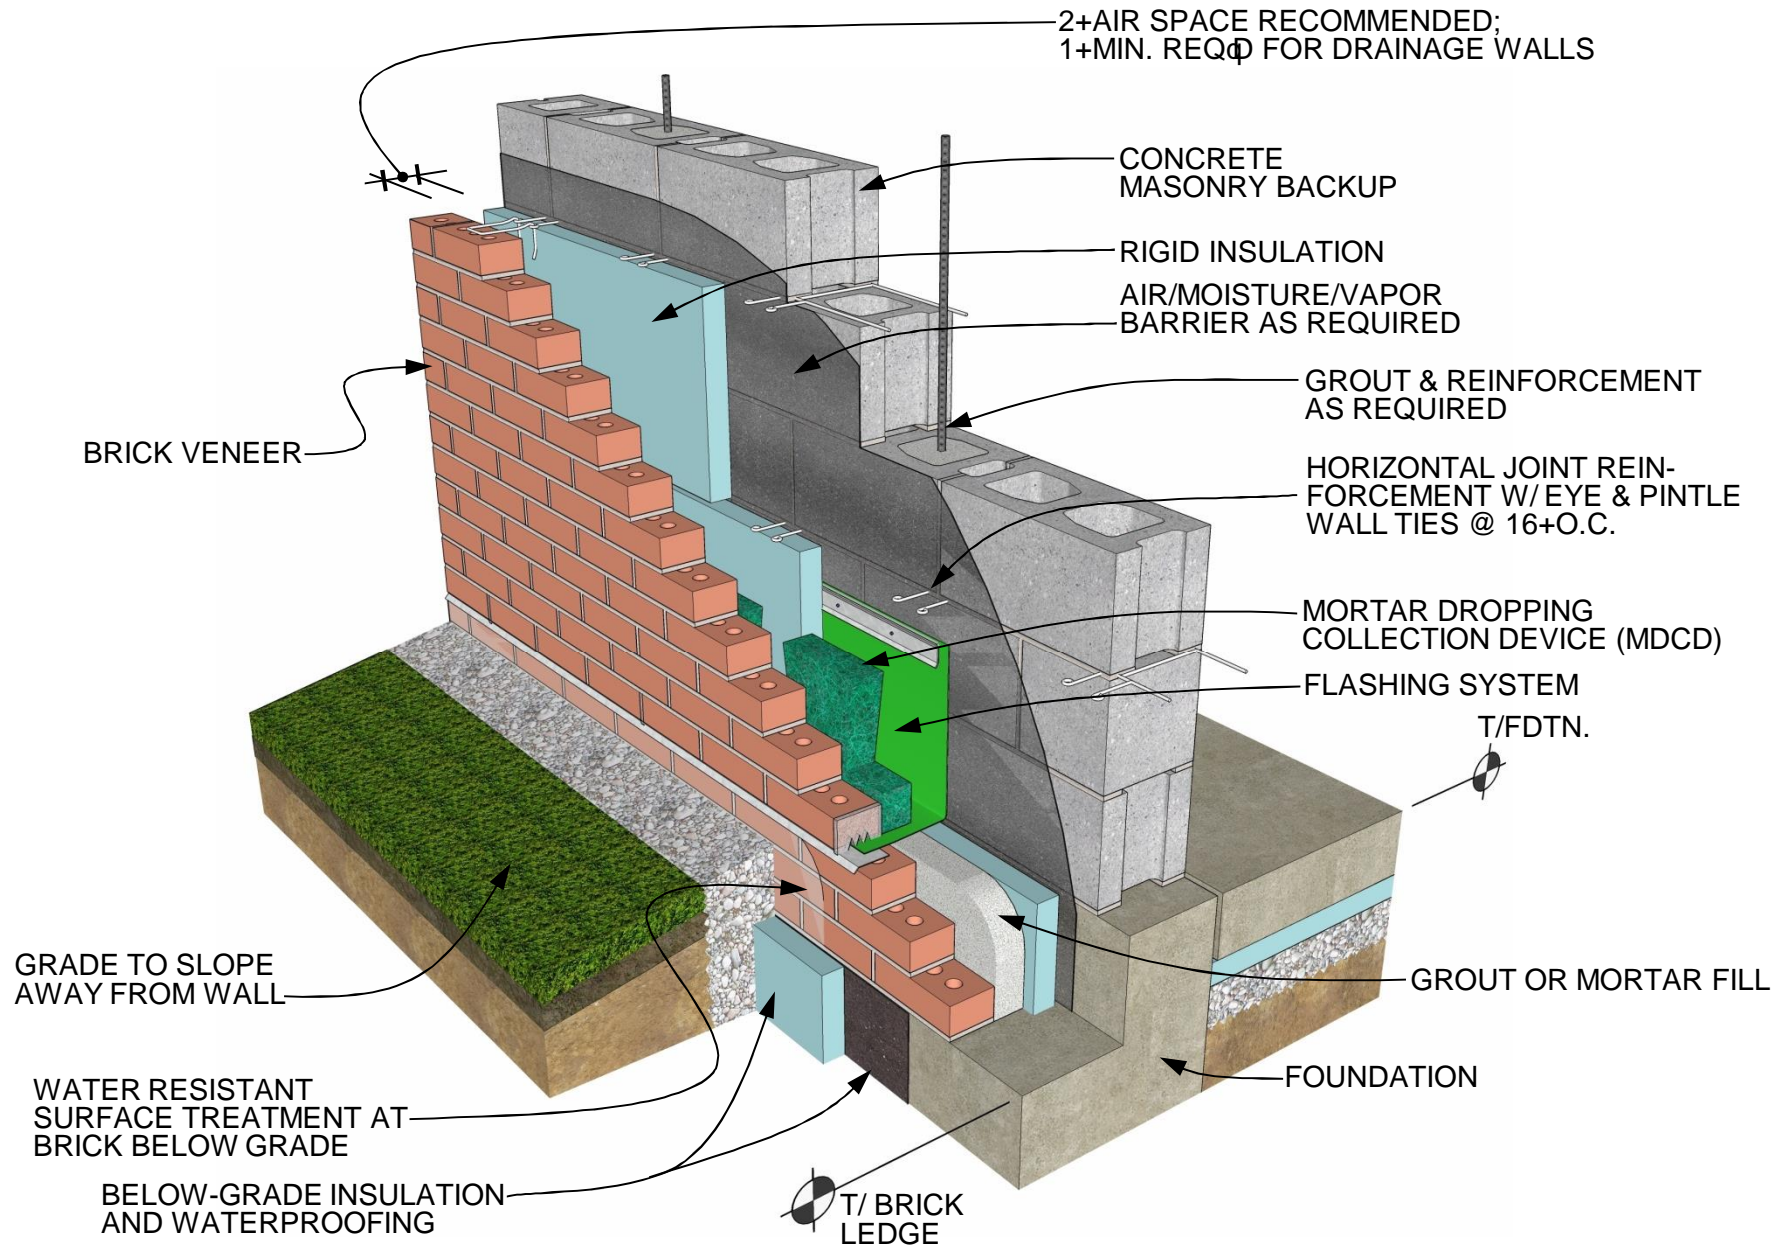 2+AIR SPACE RECOMMENDED;
1+MIN. REQqD FOR DRAINAGE WALLS
CONCRETE
MASONRY BACKUP
RIGID INSULATION
AIR/MOISTURE/VAPOR
BARRIER AS REQUIRED
GROUT & REINFORCEMENT
AS REQUIRED
BRICK VENEER
HORIZONTAL JOINT REIN-
FORCEMENT W/ EYE & PINTLE
WALL TIES @ 16+O.C.
MORTAR DROPPING
COLLECTION DEVICE (MDCD)
FLASHING SYSTEM
T/FDTN.
GRADE TO SLOPE
AWAY FROM WALL
GROUT OR MORTAR FILL
FOUNDATION
WATER RESISTANT
SURFACE TREATMENT AT
BRICK BELOW GRADE
BELOW-GRADE INSULATION
AND WATERPROOFING
T/ BRICK
LEDGE